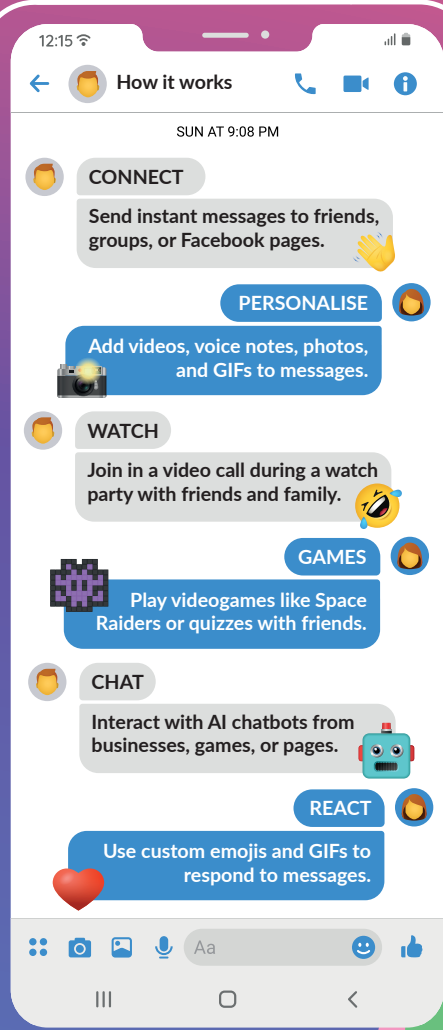 12:15
How it works
SUN AT 9:08 PM
CONNECT
Send instant messages to friends,
groups, or Facebook pages.
PERSONALISE
Add videos, voice notes, photos,
and GIFs to messages.
WATCH
Join in a video call during a watch
party with friends and family.
GAMES
Play videogames like Space
Raiders or quizzes with friends.
CHAT
Interact with AI chatbots from
businesses, games, or pages.
REACT
Use custom emojis and GIFs to
respond to messages.
Aa